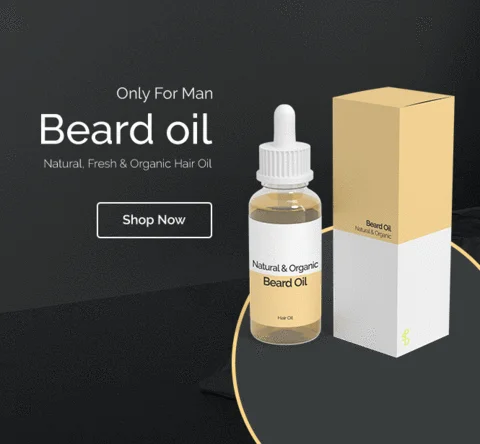 Only For Man
Beard oil
Natural, Fresh & Organic Hair Oil
Shop Now
Natural & Organic
Beard Oil
Hair Oil
Beard Oil
Natural & Organic